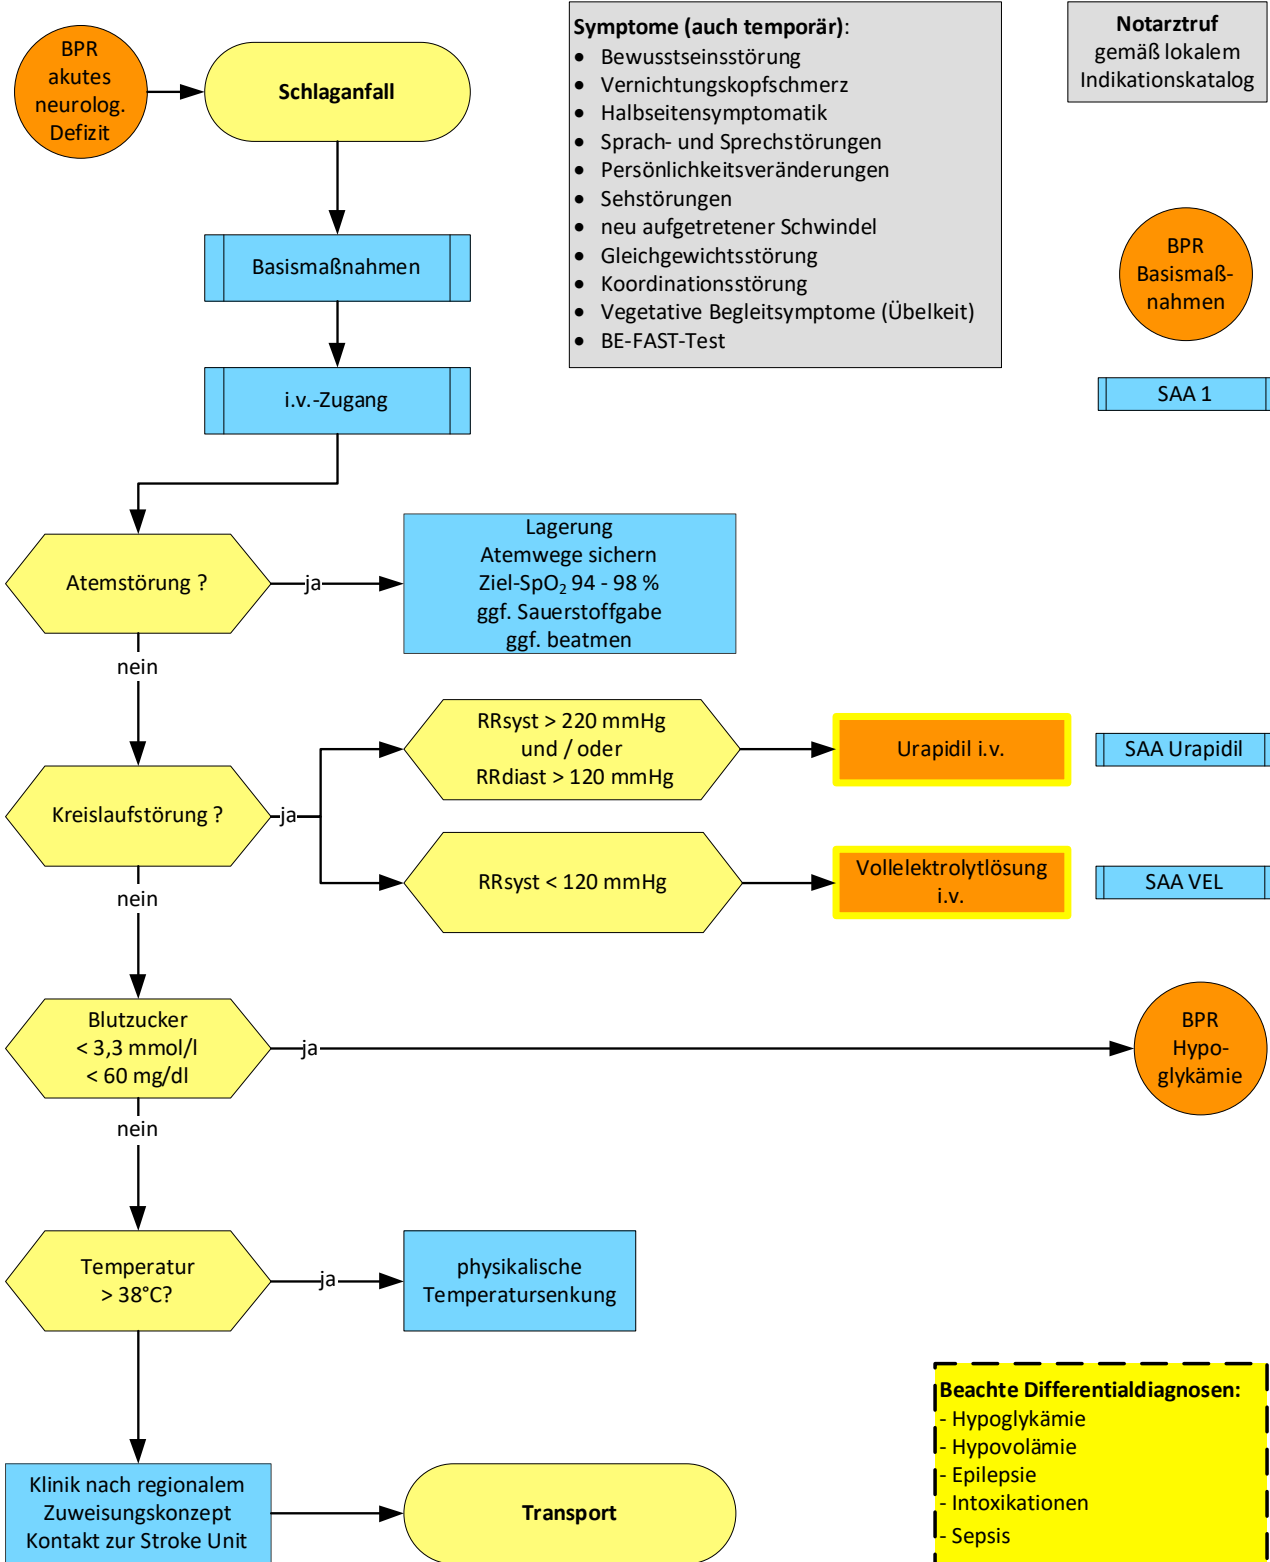 BPR
akutes
neurolog.
Defizit
Schlaganfall
Symptome (auch temporär):
• Bewusstseinsstörung
• Vernichtungskopfschmerz
• Halbseitensymptomatik
• Sprach- und Sprechstörungen
• Persönlichkeitsveränderungen
• Sehstörungen
• neu aufgetretener Schwindel
• Gleichgewichtsstörung
• Koordinationsstörung
• Vegetative Begleitsymptome (Übelkeit)
• BE-FAST-Test
Notarztruf
gemäß lokalem
Indikationskatalog
Basismaßnahmen
BPR
Basismaß-
nahmen
i.v.-Zugang
SAA 1
Atemstörung ?
ja
Lagerung
Atemwege sichern
Ziel-SpO₂ 94 - 98 %
ggf. Sauerstoffgabe
ggf. beatmen
nein
Kreislaufstörung ?
ja
RRsyst > 220 mmHg
und / oder
RRdiast > 120 mmHg
Urapidil i.v.
SAA Urapidil
RRsyst < 120 mmHg
Vollelektrolytlösung
i.v.
SAA VEL
nein
Blutzucker
< 3,3 mmol/l
< 60 mg/dl
ja
BPR
Hypo-
glykämie
nein
Temperatur
> 38°C?
ja
physikalische
Temperatursenkung
Klinik nach regionalem
Zuweisungskonzept
Kontakt zur Stroke Unit
Transport
Beachte Differentialdiagnosen:
- Hypoglykämie
- Hypovolämie
- Epilepsie
- Intoxikationen
- Sepsis